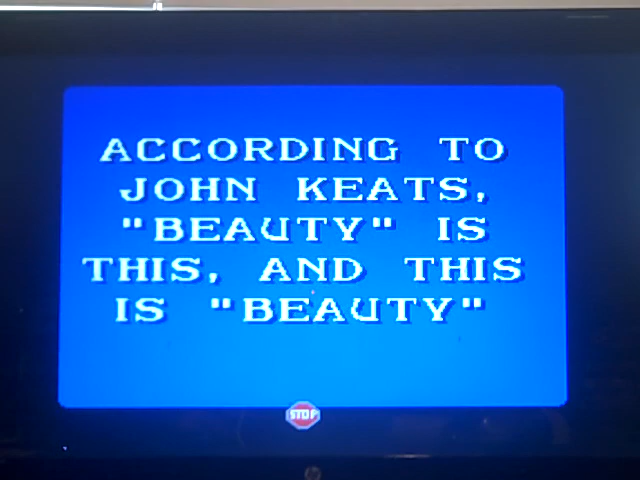 ACCORDING TO
JOHN KEATS,
"BEAUTY" IS
THIS, AND THIS
IS "BEAUTY"
STOP